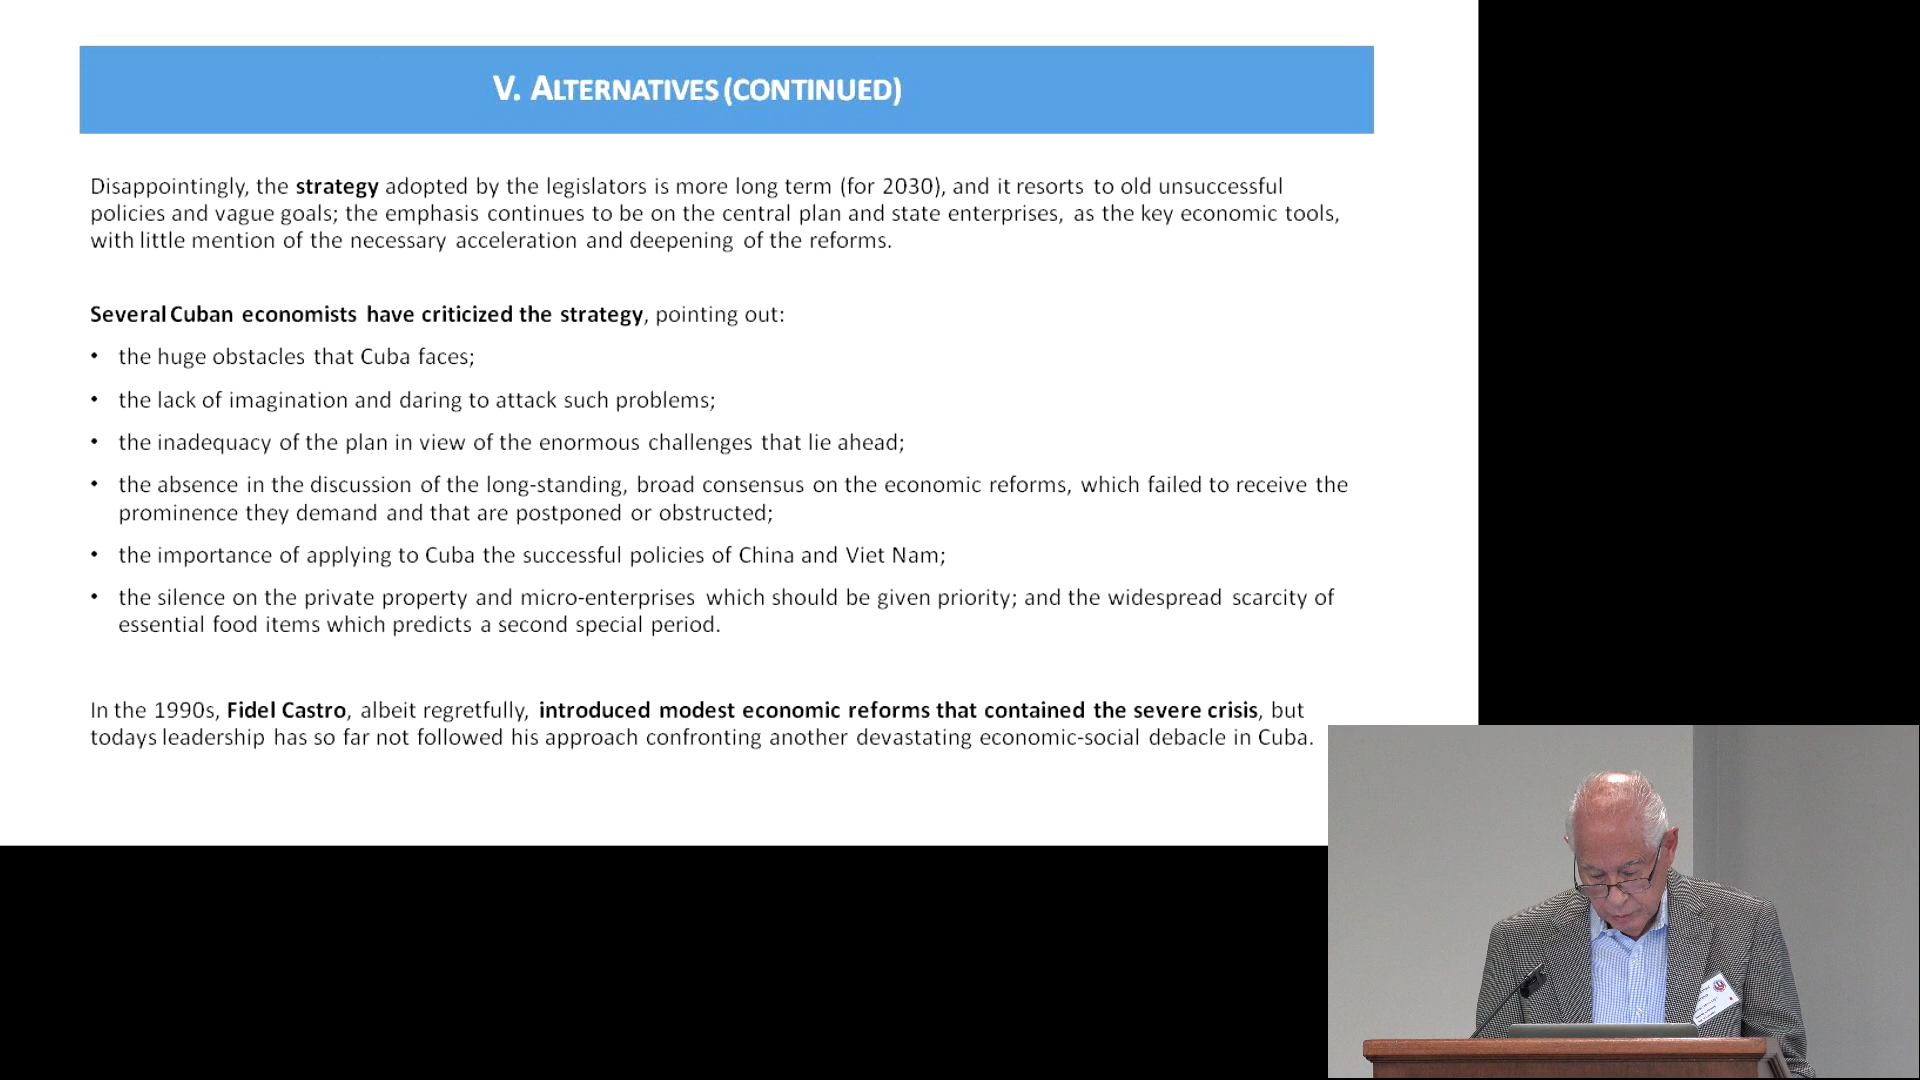 V. ALTERNATIVES (CONTINUED)
Disappointingly, the strategy adopted by the legislators is more long term (for 2030), and it resorts to old unsuccessful
policies and vague goals; the emphasis continues to be on the central plan and state enterprises, as the key economic tools,
with little mention of the necessary acceleration and deepening of the reforms.
Several Cuban economists have criticized the strategy, pointing out:
• the huge obstacles that Cuba faces;
• the lack of imagination and daring to attack such problems;
• the inadequacy of the plan in view of the enormous challenges that lie ahead;
• the absence in the discussion of the long-standing, broad consensus on the economic reforms, which failed to receive the
prominence they demand and that are postponed or obstructed;
• the importance of applying to Cuba the successful policies of China and Viet Nam;
• the silence on the private property and micro-enterprises which should be given priority; and the widespread scarcity of
essential food items which predicts a second special period.
In the 1990s, Fidel Castro, albeit regretfully, introduced modest economic reforms that contained the severe crisis, but
todays leadership has so far not followed his approach confronting another devastating economic-social debacle in Cuba.